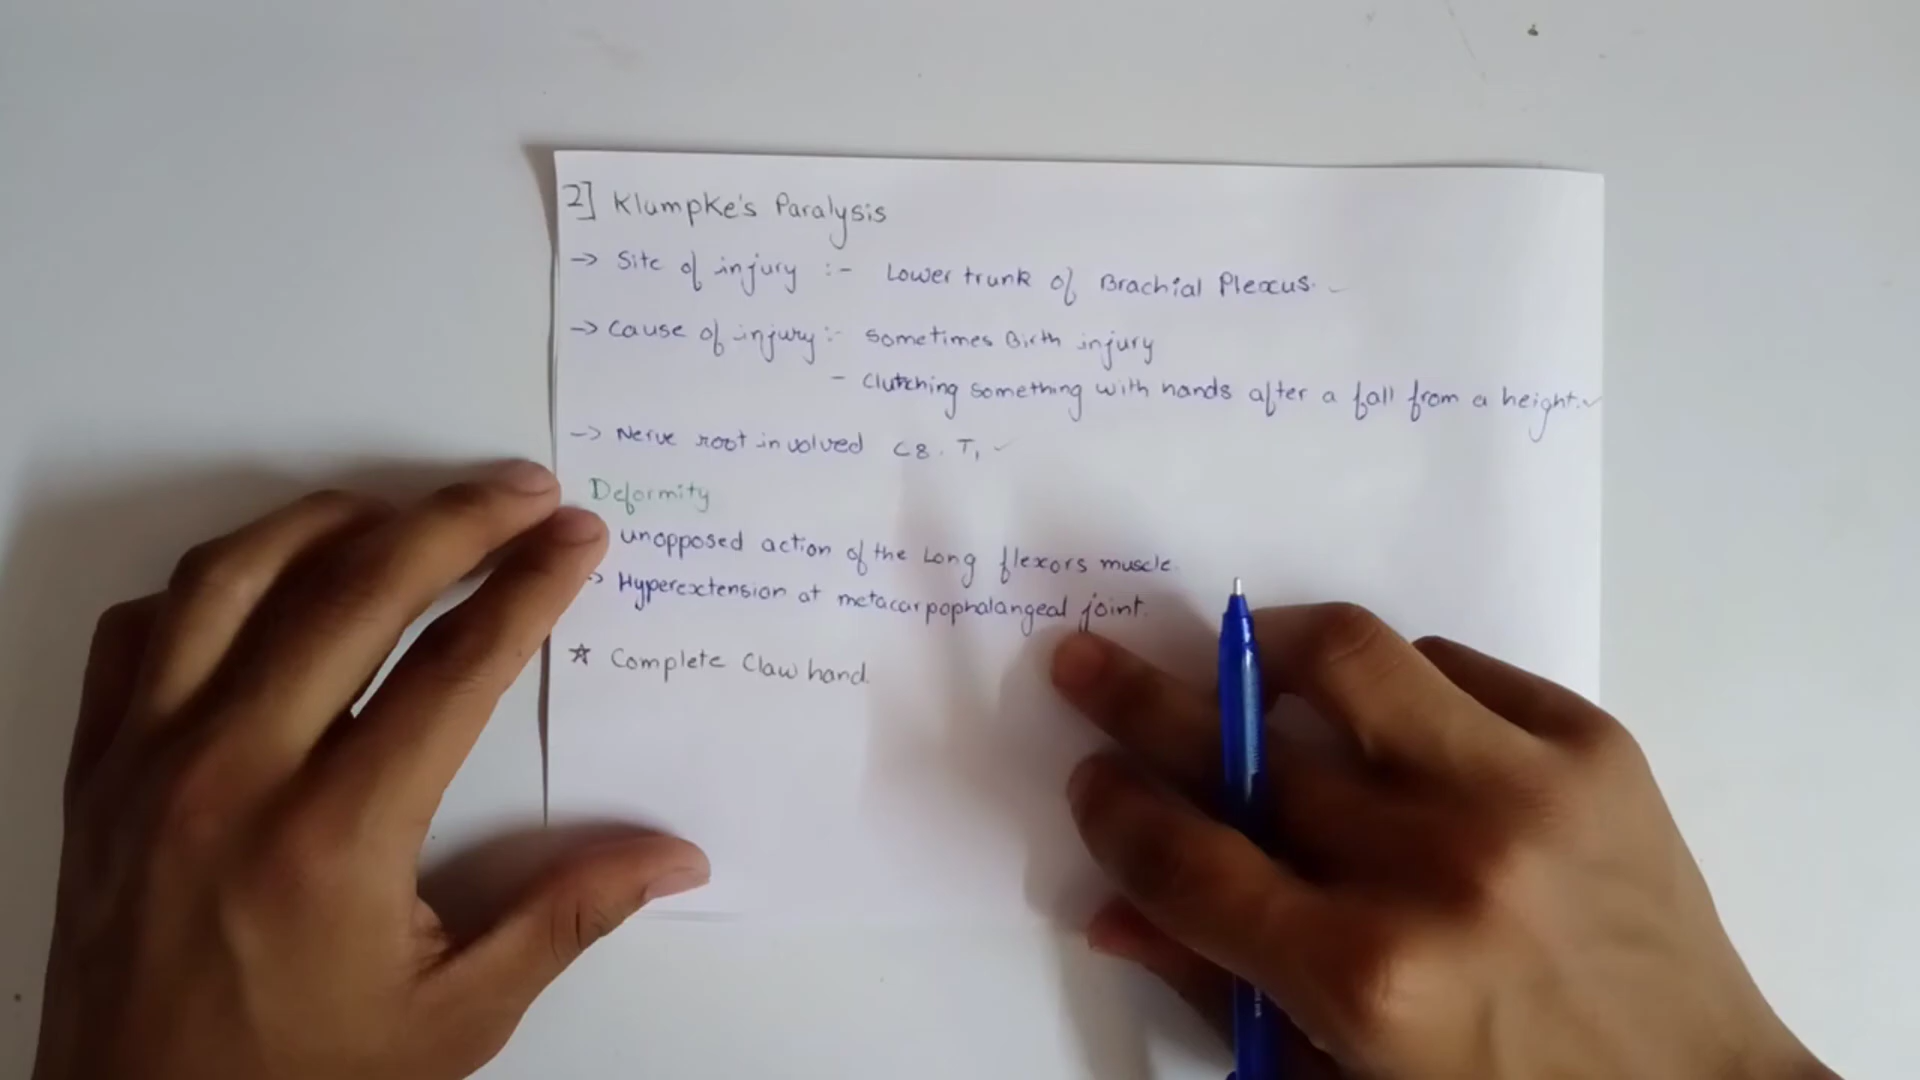 2] Klumpke's Paralysis
-> Site of injury :- Lower trunk of Brachial Plexus.
-> Cause of injury :- Sometimes Birth injury
- Clutching something with hands after a fall from a height.
-> Nerve root involved C8. T1
Deformity
unopposed action of the Long flexors muscle.
-> Hyperextension at metacarpophalangeal joint.
☆ Complete Claw hand.